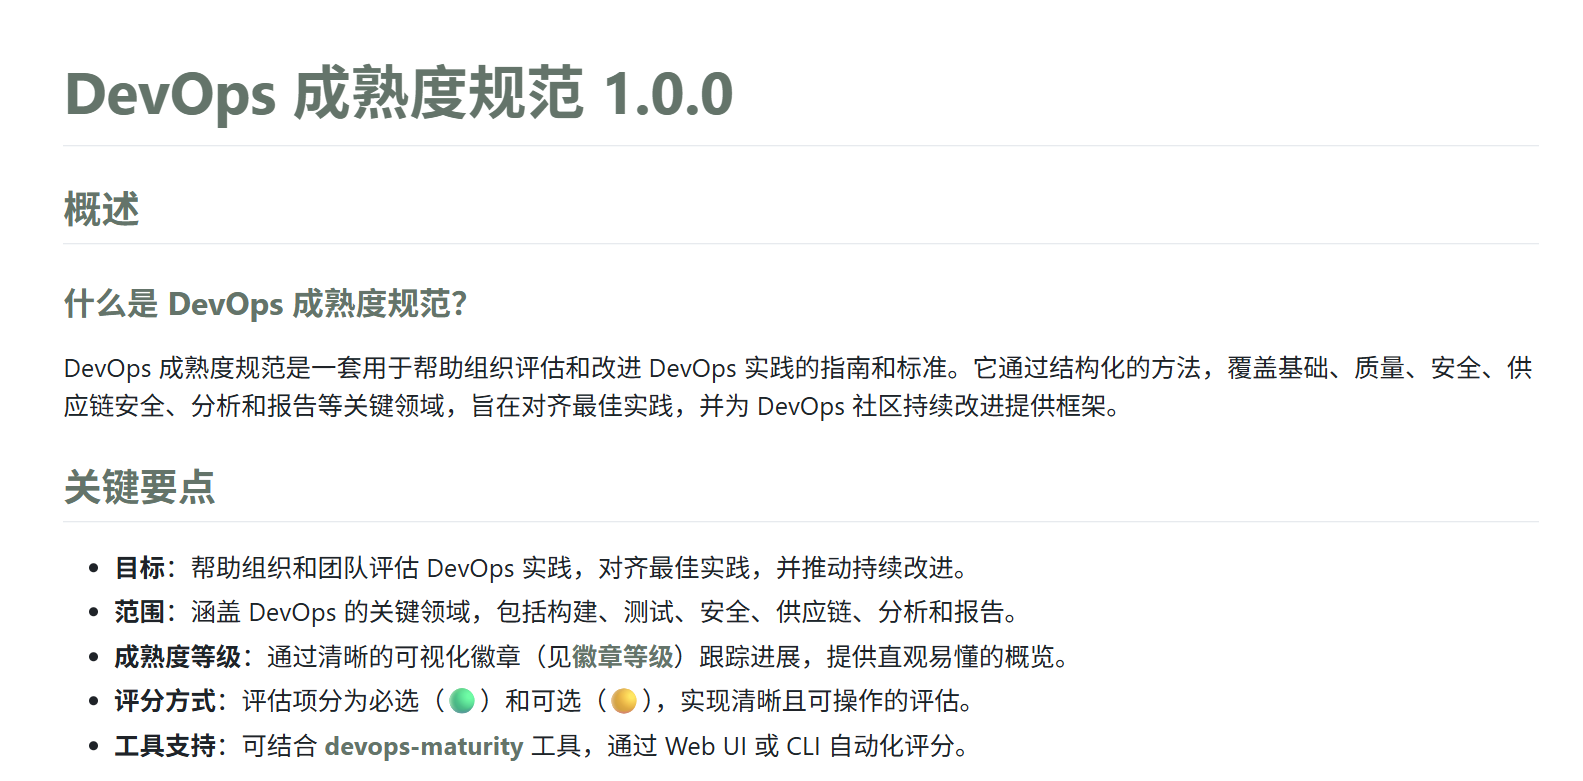 DevOps 成熟度规范 1.0.0
概述
什么是 DevOps 成熟度规范？
DevOps 成熟度规范是一套用于帮助组织评估和改进 DevOps 实践的指南和标准。它通过结构化的方法，覆盖基础、质量、安全、供
应链安全、分析和报告等关键领域，旨在对齐最佳实践，并为 DevOps 社区持续改进提供框架。
关键要点
• 目标：帮助组织和团队评估 DevOps 实践，对齐最佳实践，并推动持续改进。
• 范围：涵盖 DevOps 的关键领域，包括构建、测试、安全、供应链、分析和报告。
• 成熟度等级：通过清晰的可视化徽章（见徽章等级）跟踪进展，提供直观易懂的概览。
• 评分方式：评估项分为必选（🟢）和可选（🟡），实现清晰且可操作的评估。
• 工具支持：可结合 devops-maturity 工具，通过 Web UI 或 CLI 自动化评分。